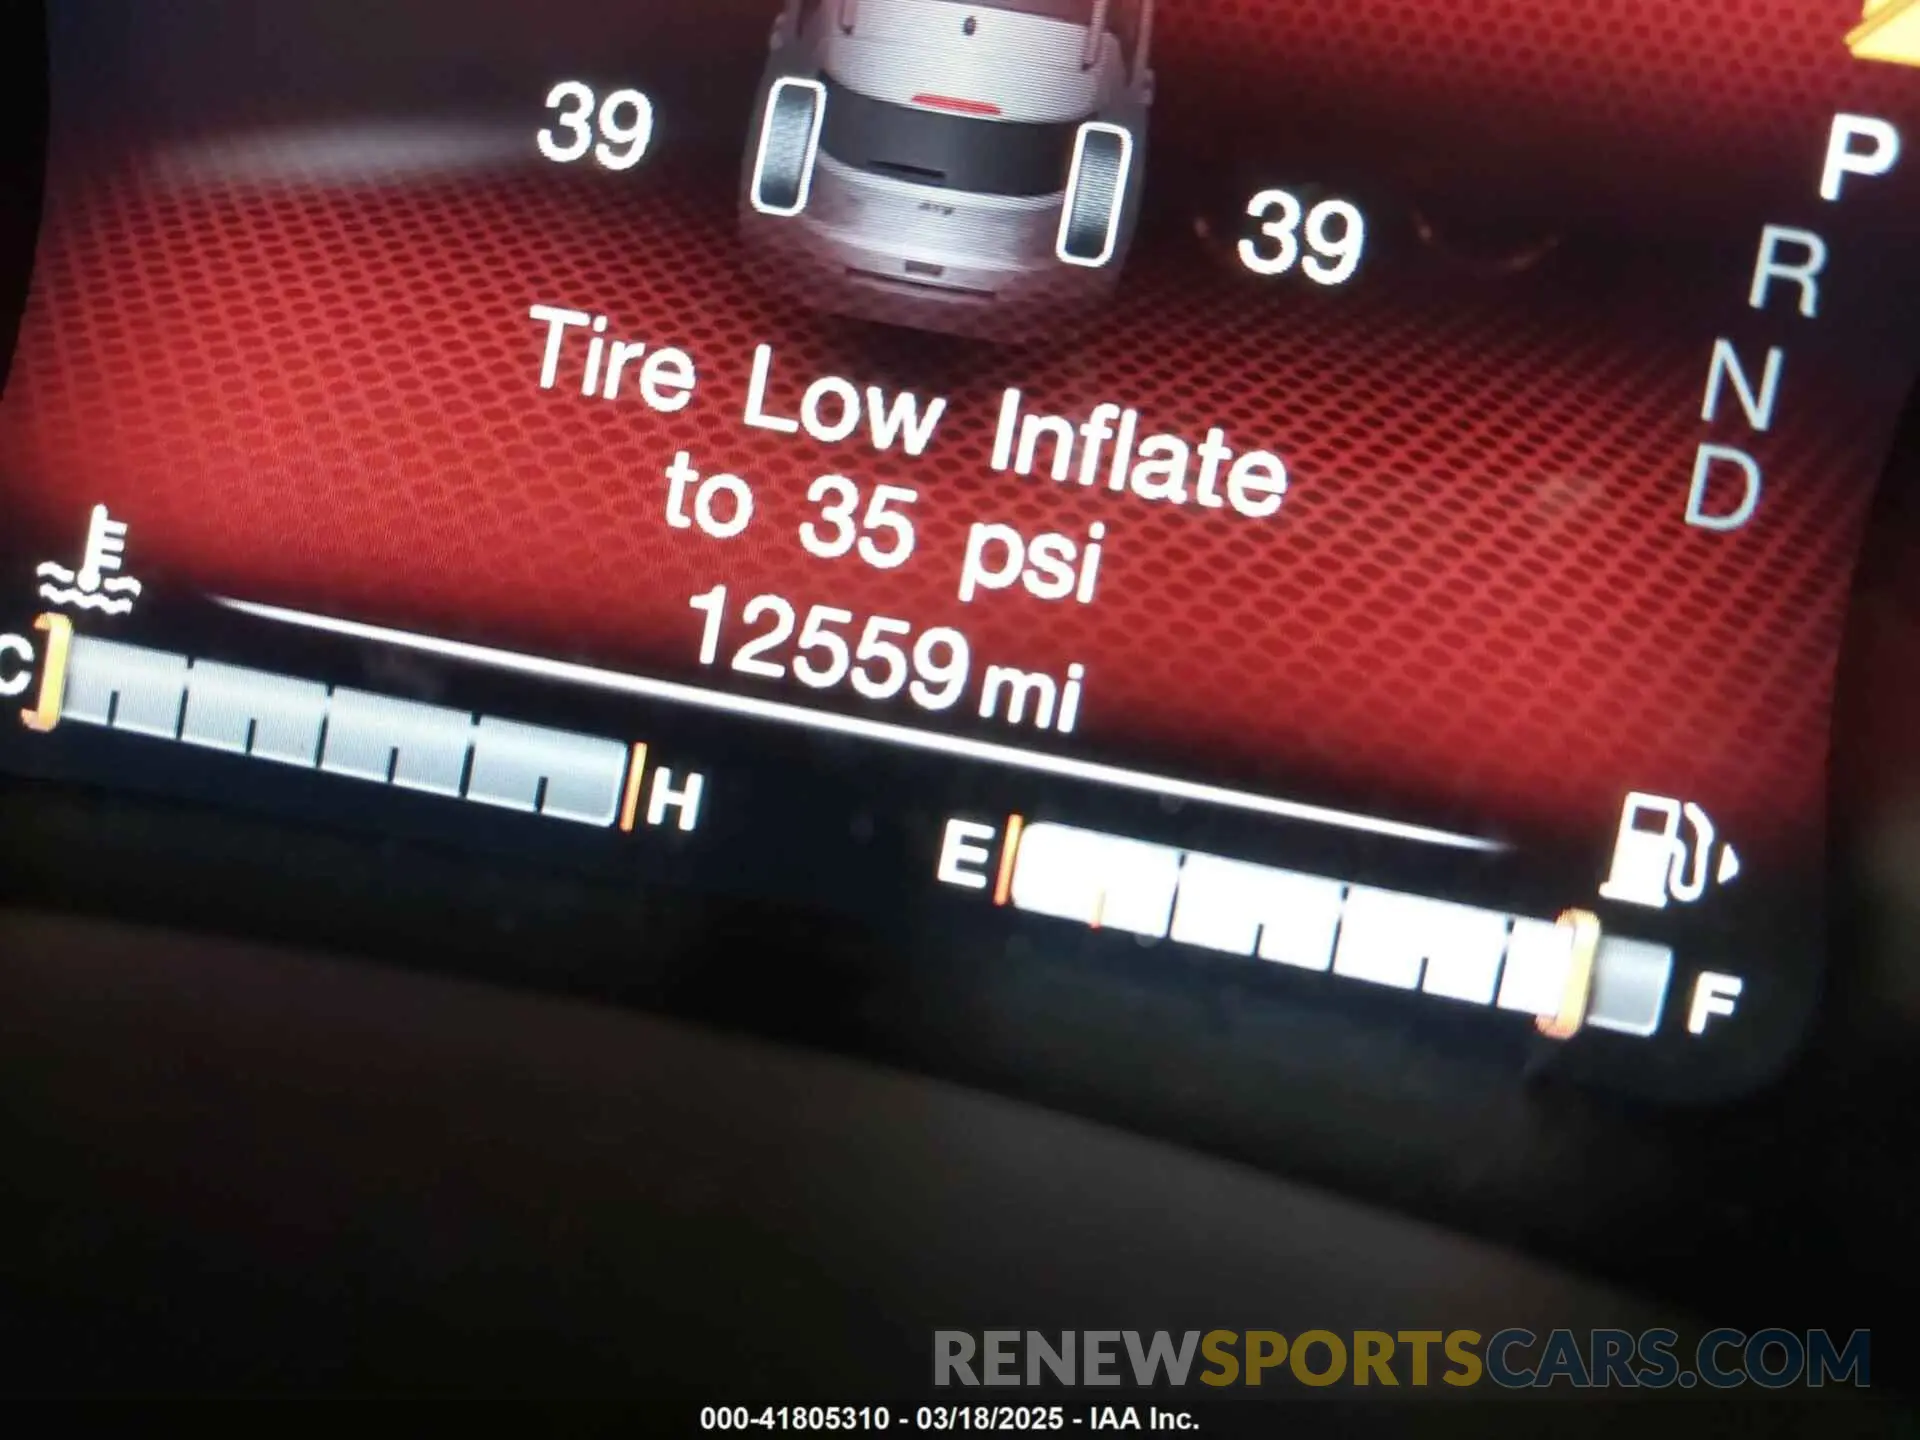 39
39
P
R
N
D
Tire Low Inflate
to 35 psi
12559 mi
C
H
E
F
RENEWSPORTSCARS.COM
000-41805310 - 03/18/2025 - IAA Inc.